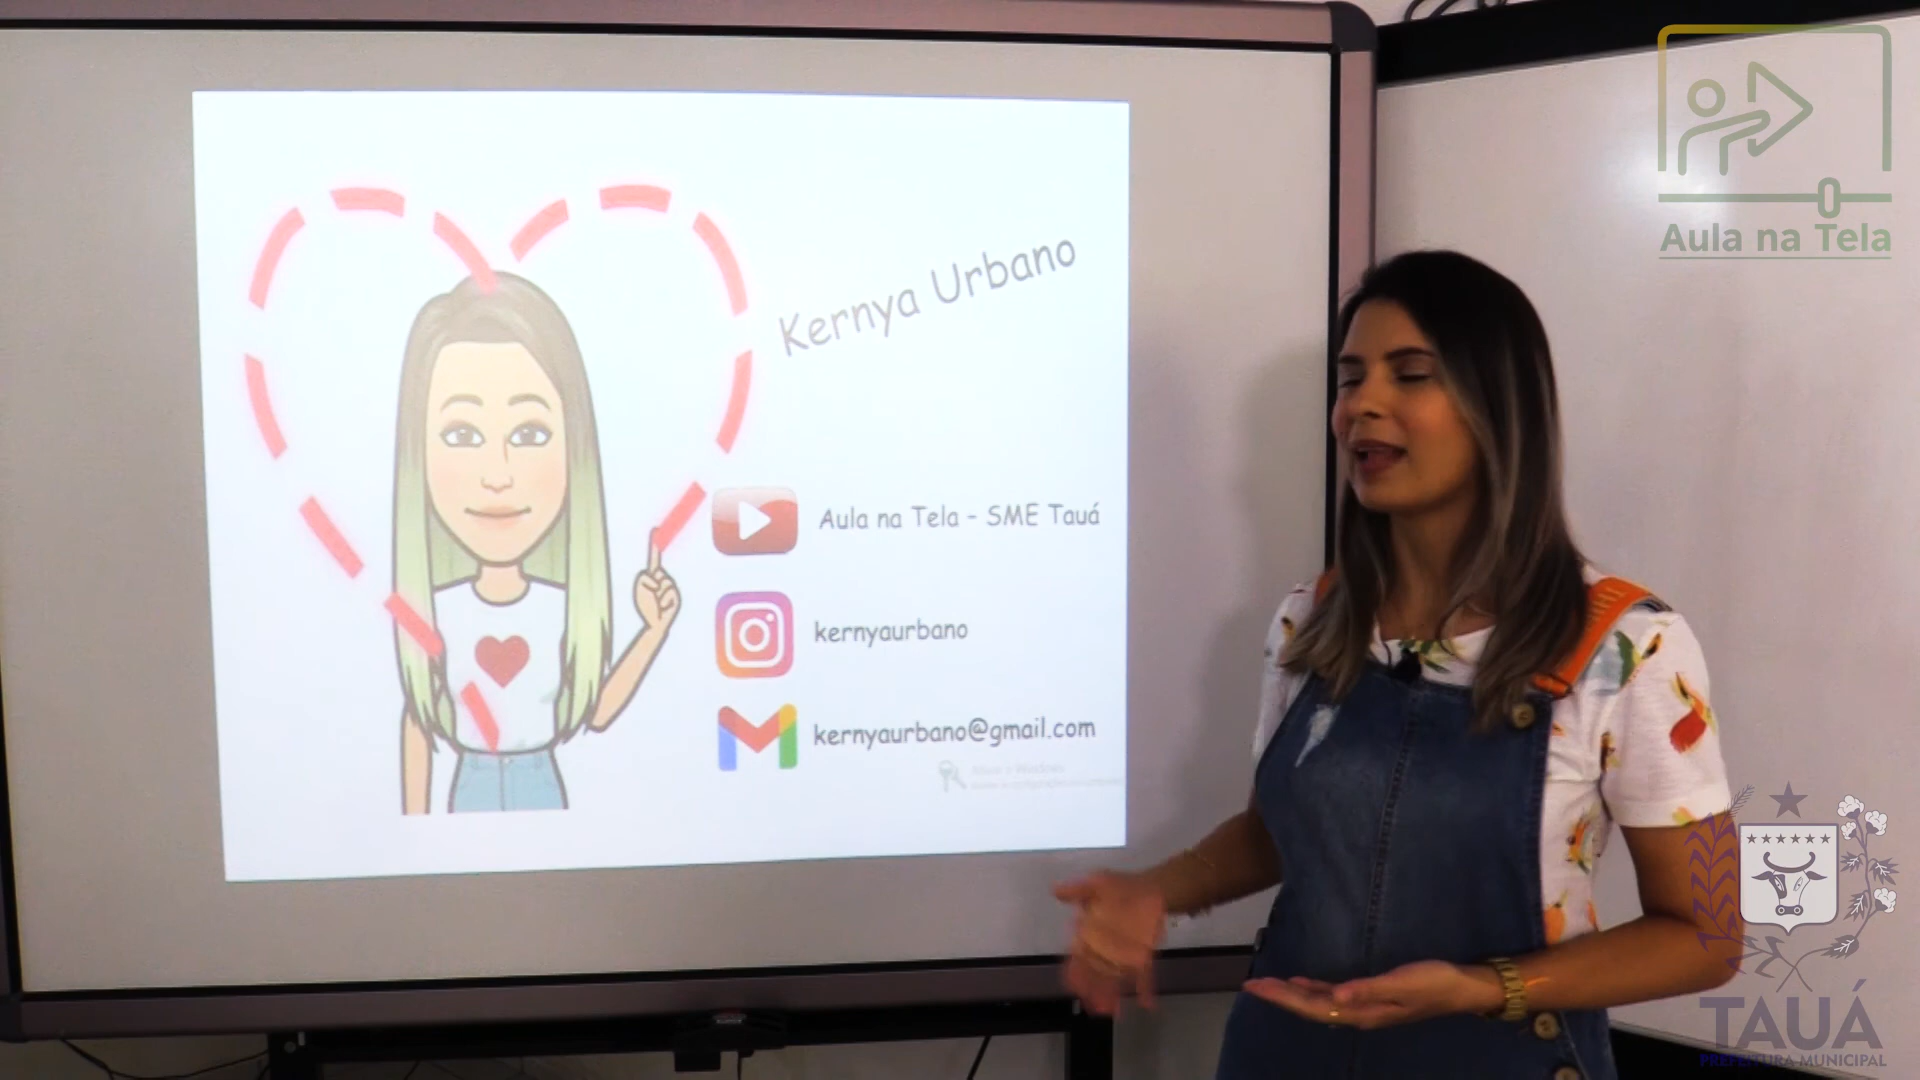 Aula na Tela
Kernya Urbano
Aula na Tela - SME Tauá
kernyaurbano
kernyaurbano@gmail.com
TAUÁ
PREFEITURA MUNICIPAL